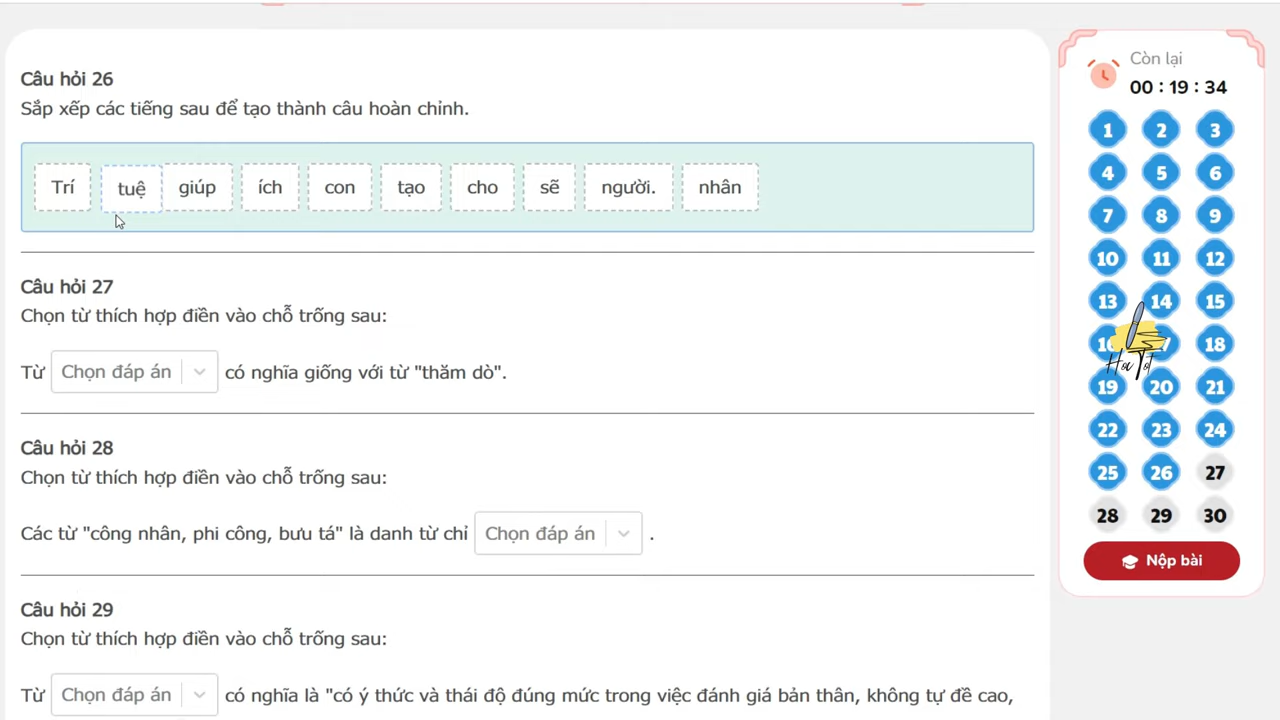 Câu hỏi 26
Sắp xếp các tiếng sau để tạo thành câu hoàn chỉnh.
Trí tuệ giúp ích con tạo cho sẽ người. nhân
Câu hỏi 27
Chọn từ thích hợp điền vào chỗ trống sau:
Từ Chọn đáp án có nghĩa giống với từ "thăm dò".
Câu hỏi 28
Chọn từ thích hợp điền vào chỗ trống sau:
Các từ "công nhân, phi công, bưu tá" là danh từ chỉ Chọn đáp án .
Câu hỏi 29
Chọn từ thích hợp điền vào chỗ trống sau:
Từ Chọn đáp án có nghĩa là "có ý thức và thái độ đúng mức trong việc đánh giá bản thân, không tự đề cao,
Còn lại
00 : 19 : 34
1 2 3
4 5 6
7 8 9
10 11 12
13 14 15
18
Học Tốt
19 20 21
22 23 24
25 26 27
28 29 30
Nộp bài